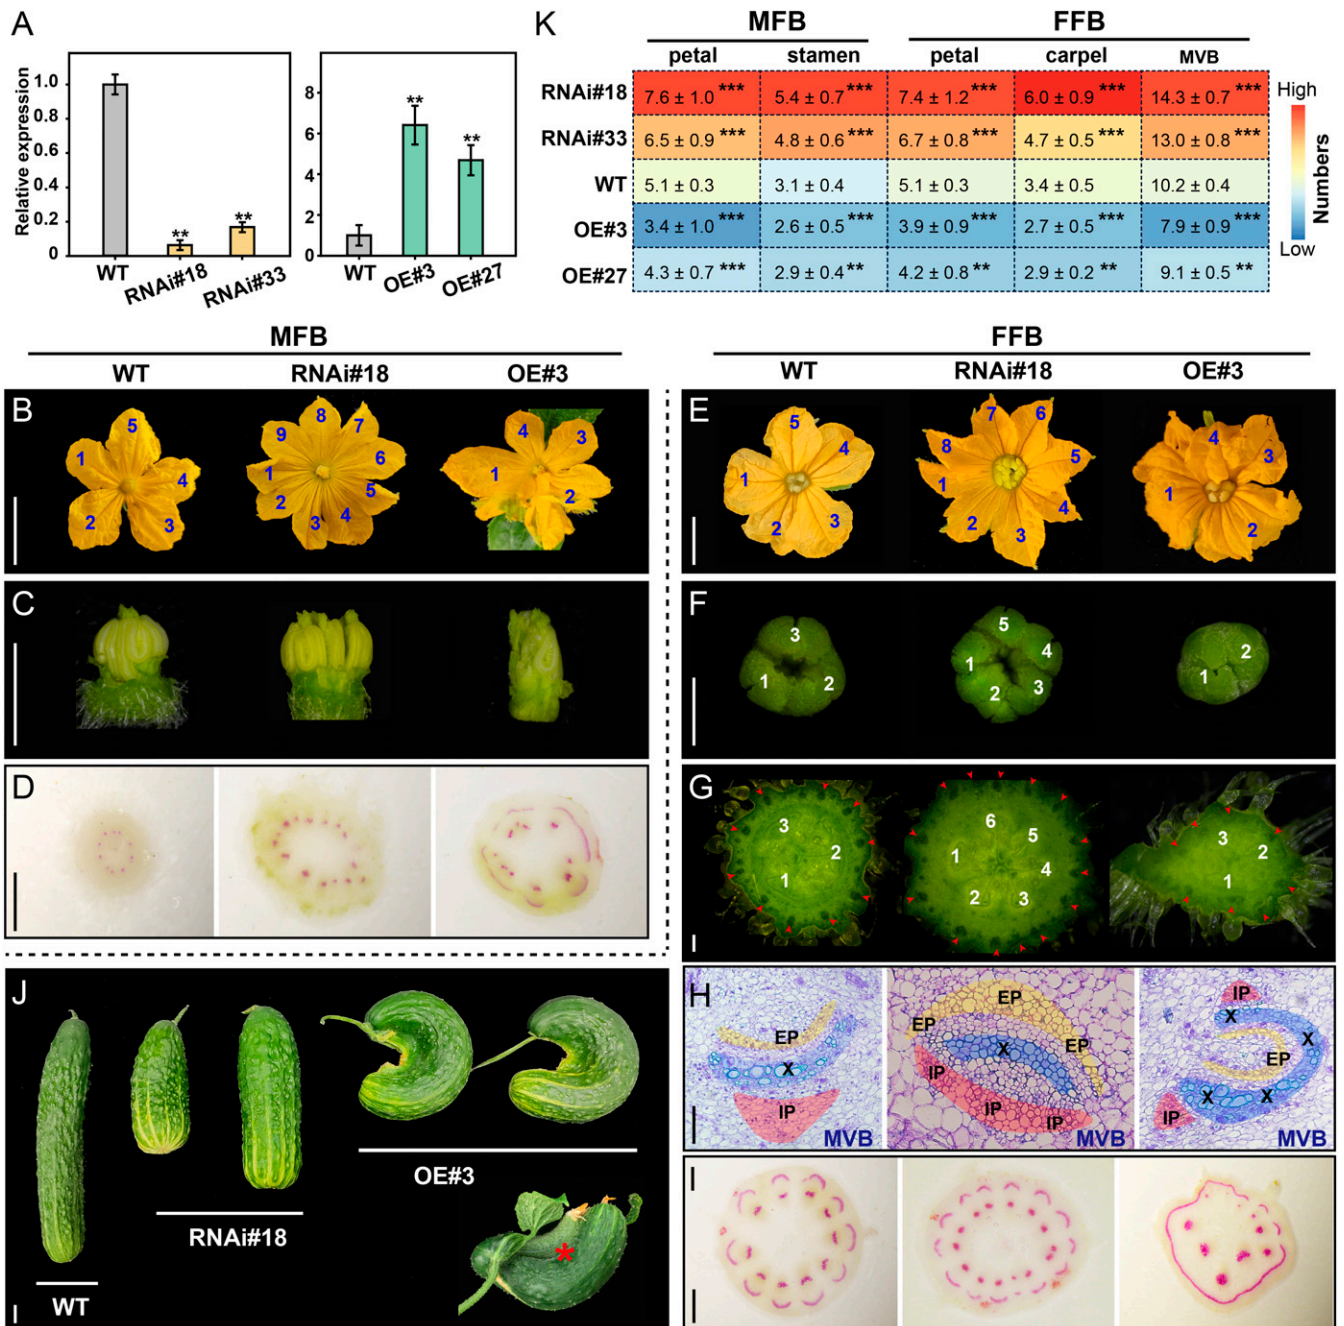 A
Relative expression
1.0
0.8
0.6
0.4
0.2
0
**
**
WT
RNAi#18
RNAi#33
8
6
4
2
0
**
**
WT
OE#3
OE#27
K
MFB FFB
petal stamen petal carpel MVB
RNAi#18 7.6 ± 1.0 *** 5.4 ± 0.7 *** 7.4 ± 1.2 *** 6.0 ± 0.9 *** 14.3 ± 0.7 ***
RNAi#33 6.5 ± 0.9 *** 4.8 ± 0.6 *** 6.7 ± 0.8 *** 4.7 ± 0.5 *** 13.0 ± 0.8 ***
WT 5.1 ± 0.3 3.1 ± 0.4 5.1 ± 0.3 3.4 ± 0.5 10.2 ± 0.4
OE#3 3.4 ± 1.0 *** 2.6 ± 0.5 *** 3.9 ± 0.9 *** 2.7 ± 0.5 *** 7.9 ± 0.9 ***
OE#27 4.3 ± 0.7 *** 2.9 ± 0.4 ** 4.2 ± 0.8 ** 2.9 ± 0.2 ** 9.1 ± 0.5 **
High
Numbers
Low
MFB
WT RNAi#18 OE#3
B
5 1 4 2 3
8 9 7 6 1 5 2 3 4
4 3 1 2
C
D
FFB
WT RNAi#18 OE#3
E
5 4 1 3 2
7 6 8 5 1 4 2 3
4 3 1 2
F
3 1 2
5 4 1 2 3
2 1
G
3 2 1
6 5 1 4 2 3
3 2 1
H
EP X IP MVB
EP EP X EP IP IP IP MVB
IP X X EP X X IP MVB
I
J
WT
RNAi#18
OE#3
*